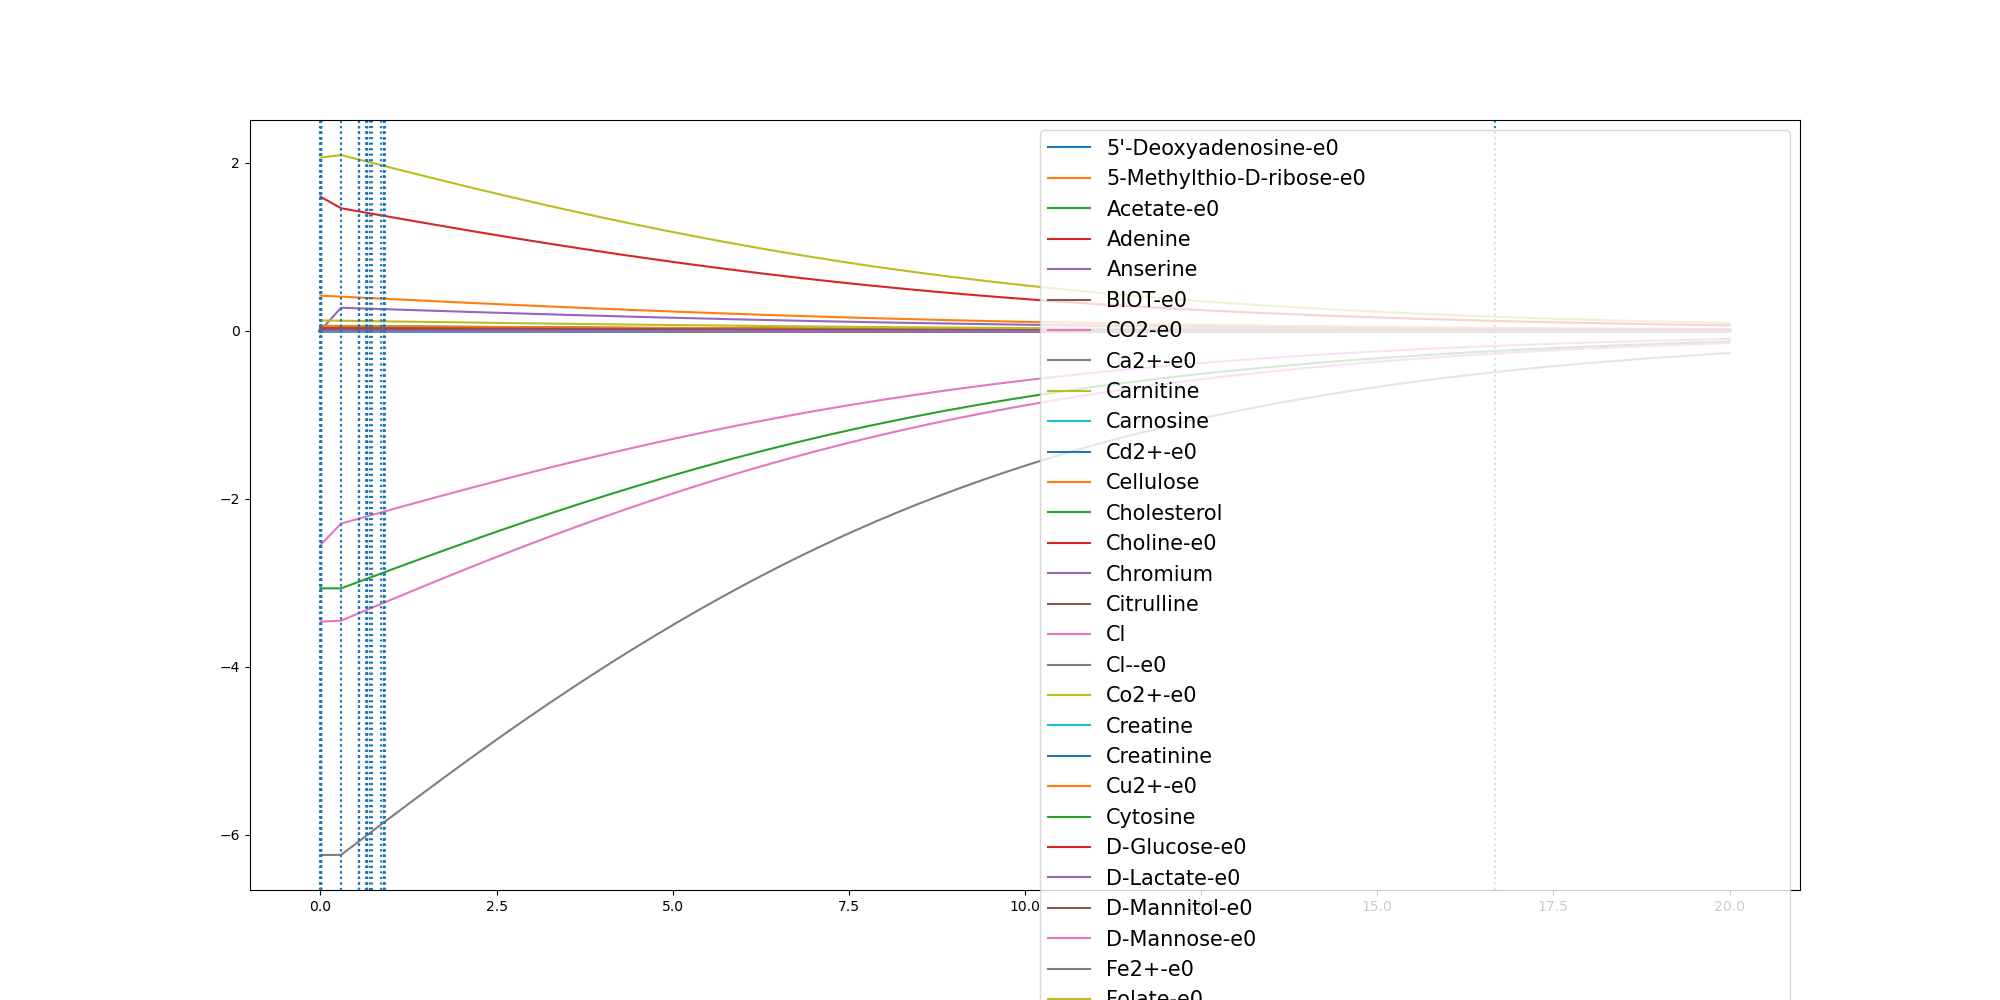 2
0
−2
−4
−6
0.0
2.5
5.0
7.5
10.0
15.0
17.5
20.0
5'-Deoxyadenosine-e0
5-Methylthio-D-ribose-e0
Acetate-e0
Adenine
Anserine
BIOT-e0
CO2-e0
Ca2+-e0
Carnitine
Carnosine
Cd2+-e0
Cellulose
Cholesterol
Choline-e0
Chromium
Citrulline
Cl
Cl--e0
Co2+-e0
Creatine
Creatinine
Cu2+-e0
Cytosine
D-Glucose-e0
D-Lactate-e0
D-Mannitol-e0
D-Mannose-e0
Fe2+-e0
Folate-e0